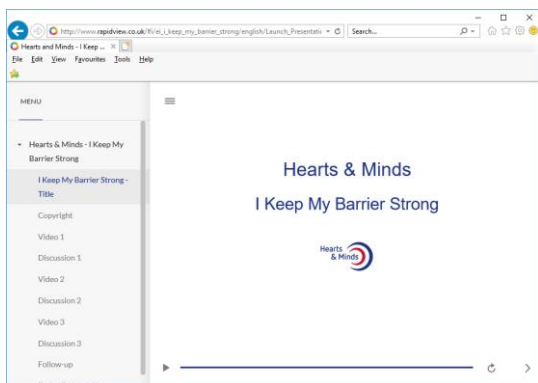 http://www.rapidview.co.uk/lfi/ei_i_keep_my_barrier_strong/english/Launch_Presentatio
Search...
Hearts and Minds - I Keep ...
File Edit View Favourites Tools Help
MENU
Hearts & Minds - I Keep My
Barrier Strong
I Keep My Barrier Strong -
Title
Copyright
Video 1
Discussion 1
Video 2
Discussion 2
Video 3
Discussion 3
Follow-up
Hearts & Minds
I Keep My Barrier Strong
Hearts
& Minds